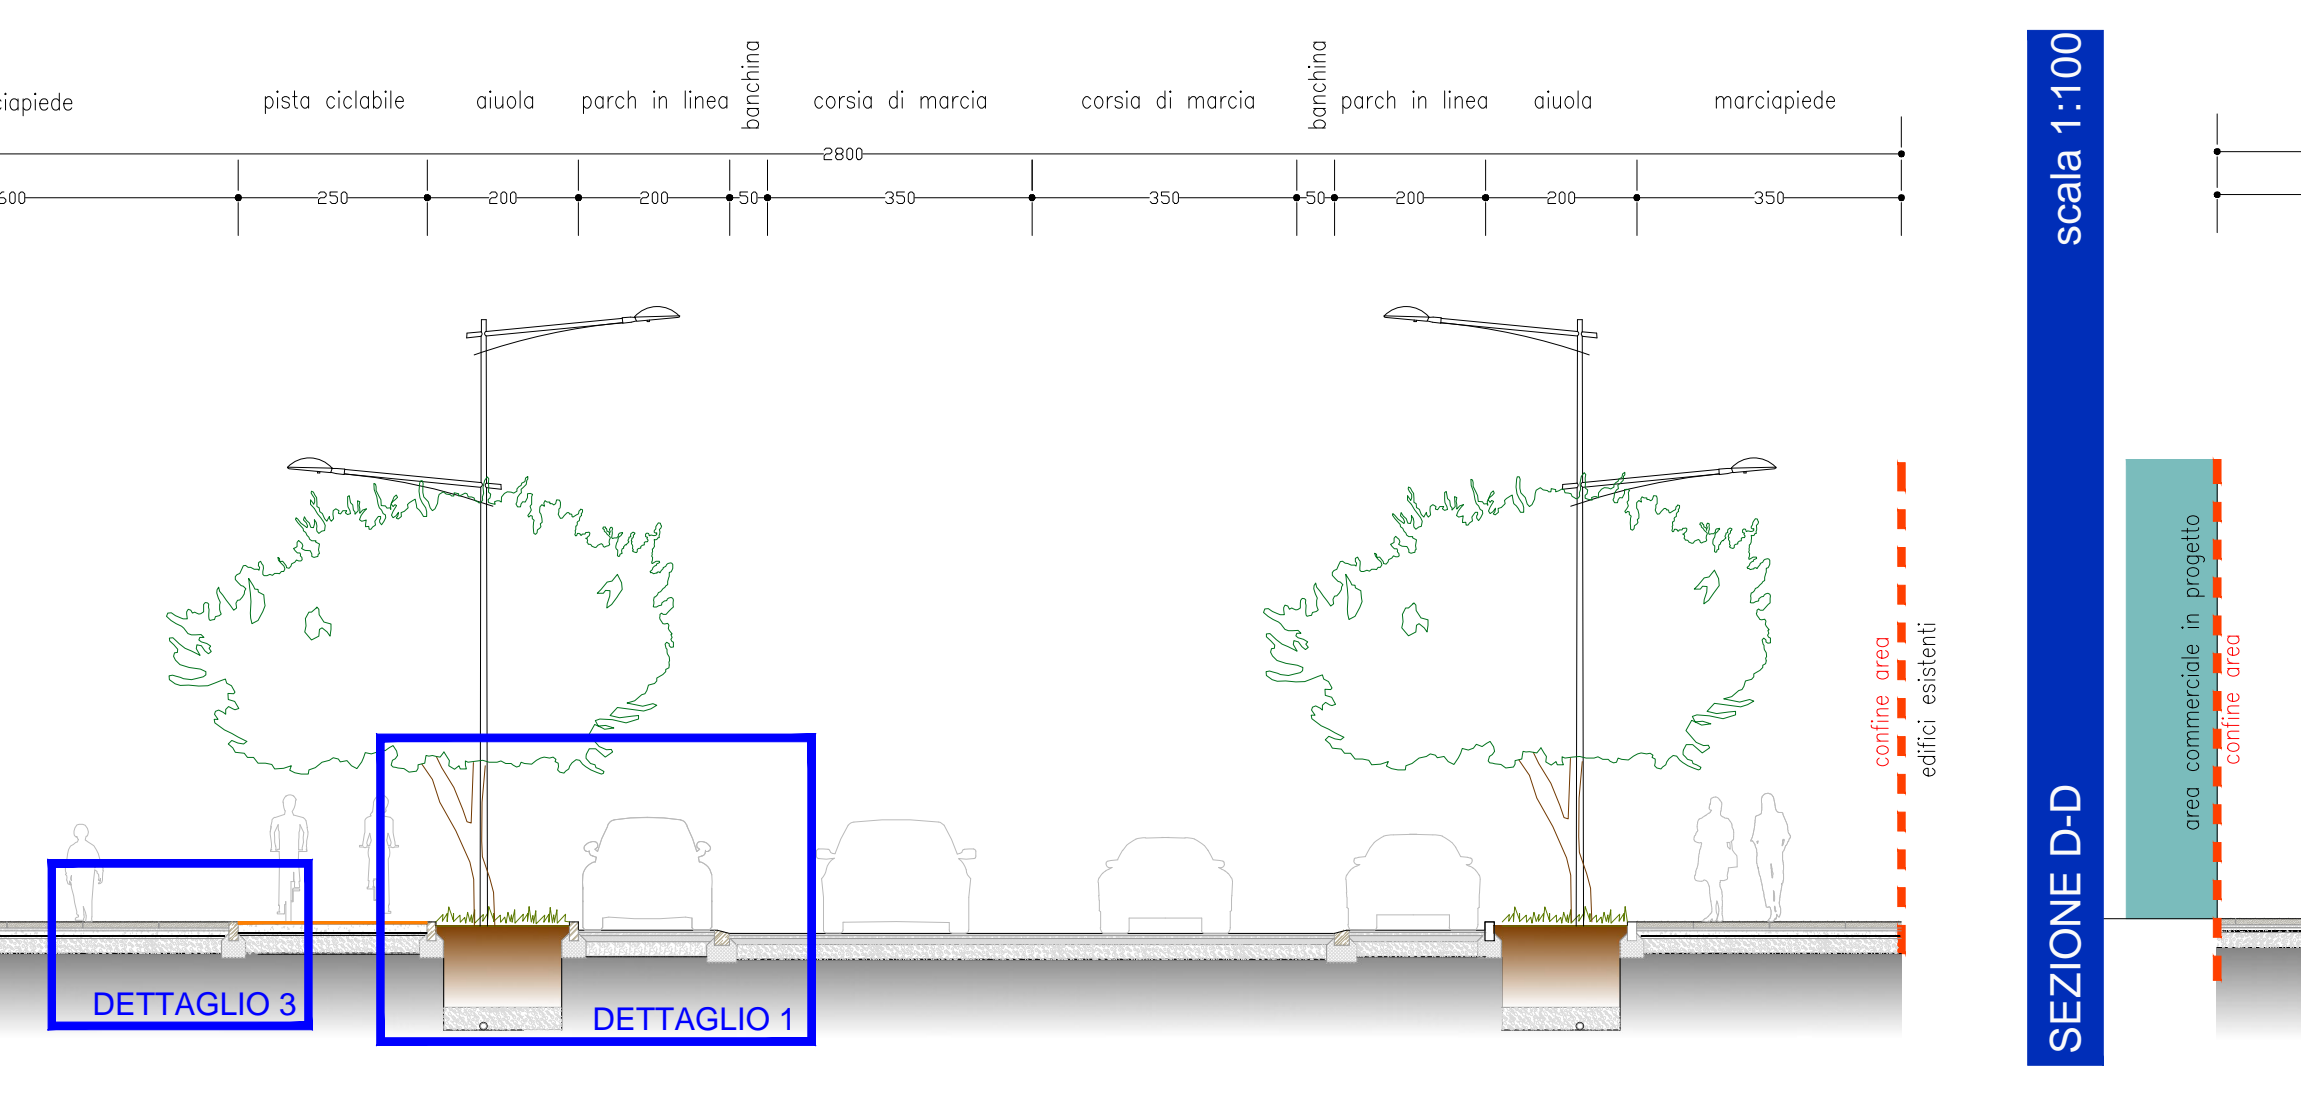 ciapiede
pista ciclabile
aiuola
parch in linea
banchina
corsia di marcia
corsia di marcia
banchina
parch in linea
aiuola
marciapiede
2800
600
250
200
200
50
350
350
50
200
200
350
confine area
edifici esistenti
DETTAGLIO 3
DETTAGLIO 1
SEZIONE D-D
scala 1:100
area commerciale in progetto
confine area